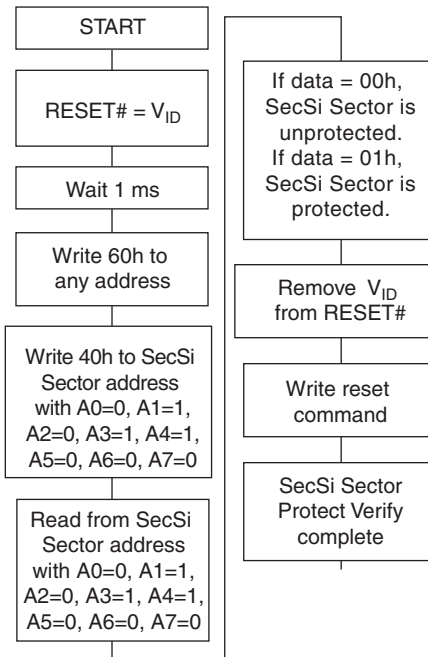 START
RESET# = VID
Wait 1 ms
Write 60h to
any address
Write 40h to SecSi
Sector address
with A0=0, A1=1,
A2=0, A3=1, A4=1,
A5=0, A6=0, A7=0
Read from SecSi
Sector address
with A0=0, A1=1,
A2=0, A3=1, A4=1,
A5=0, A6=0, A7=0
If data = 00h,
SecSi Sector is
unprotected.
If data = 01h,
SecSi Sector is
protected.
Remove VID
from RESET#
Write reset
command
SecSi Sector
Protect Verify
complete